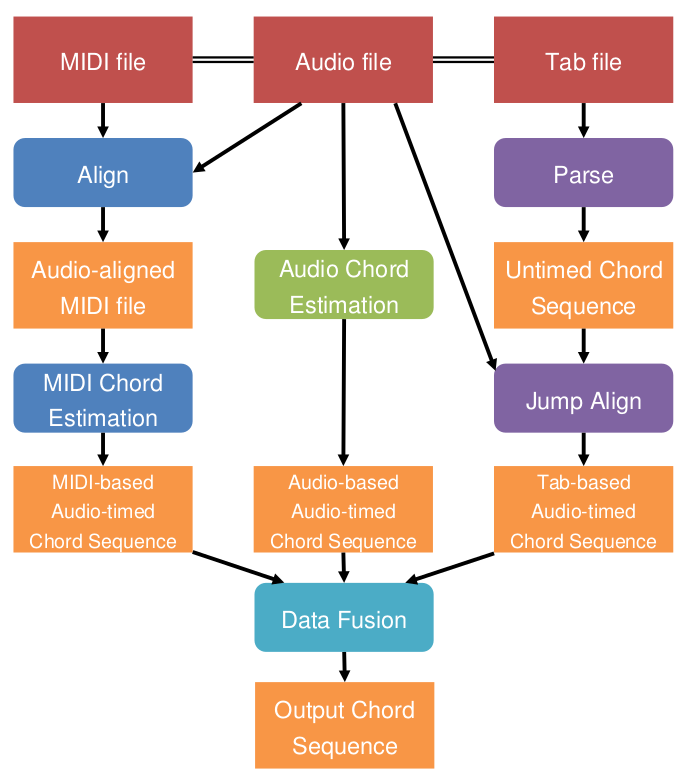 MIDI file
Audio file
Tab file
Align
Parse
Audio-aligned
MIDI file
Audio Chord
Estimation
Untimed Chord
Sequence
MIDI Chord
Estimation
Jump Align
MIDI-based
Audio-timed
Chord Sequence
Audio-based
Audio-timed
Chord Sequence
Tab-based
Audio-timed
Chord Sequence
Data Fusion
Output Chord
Sequence